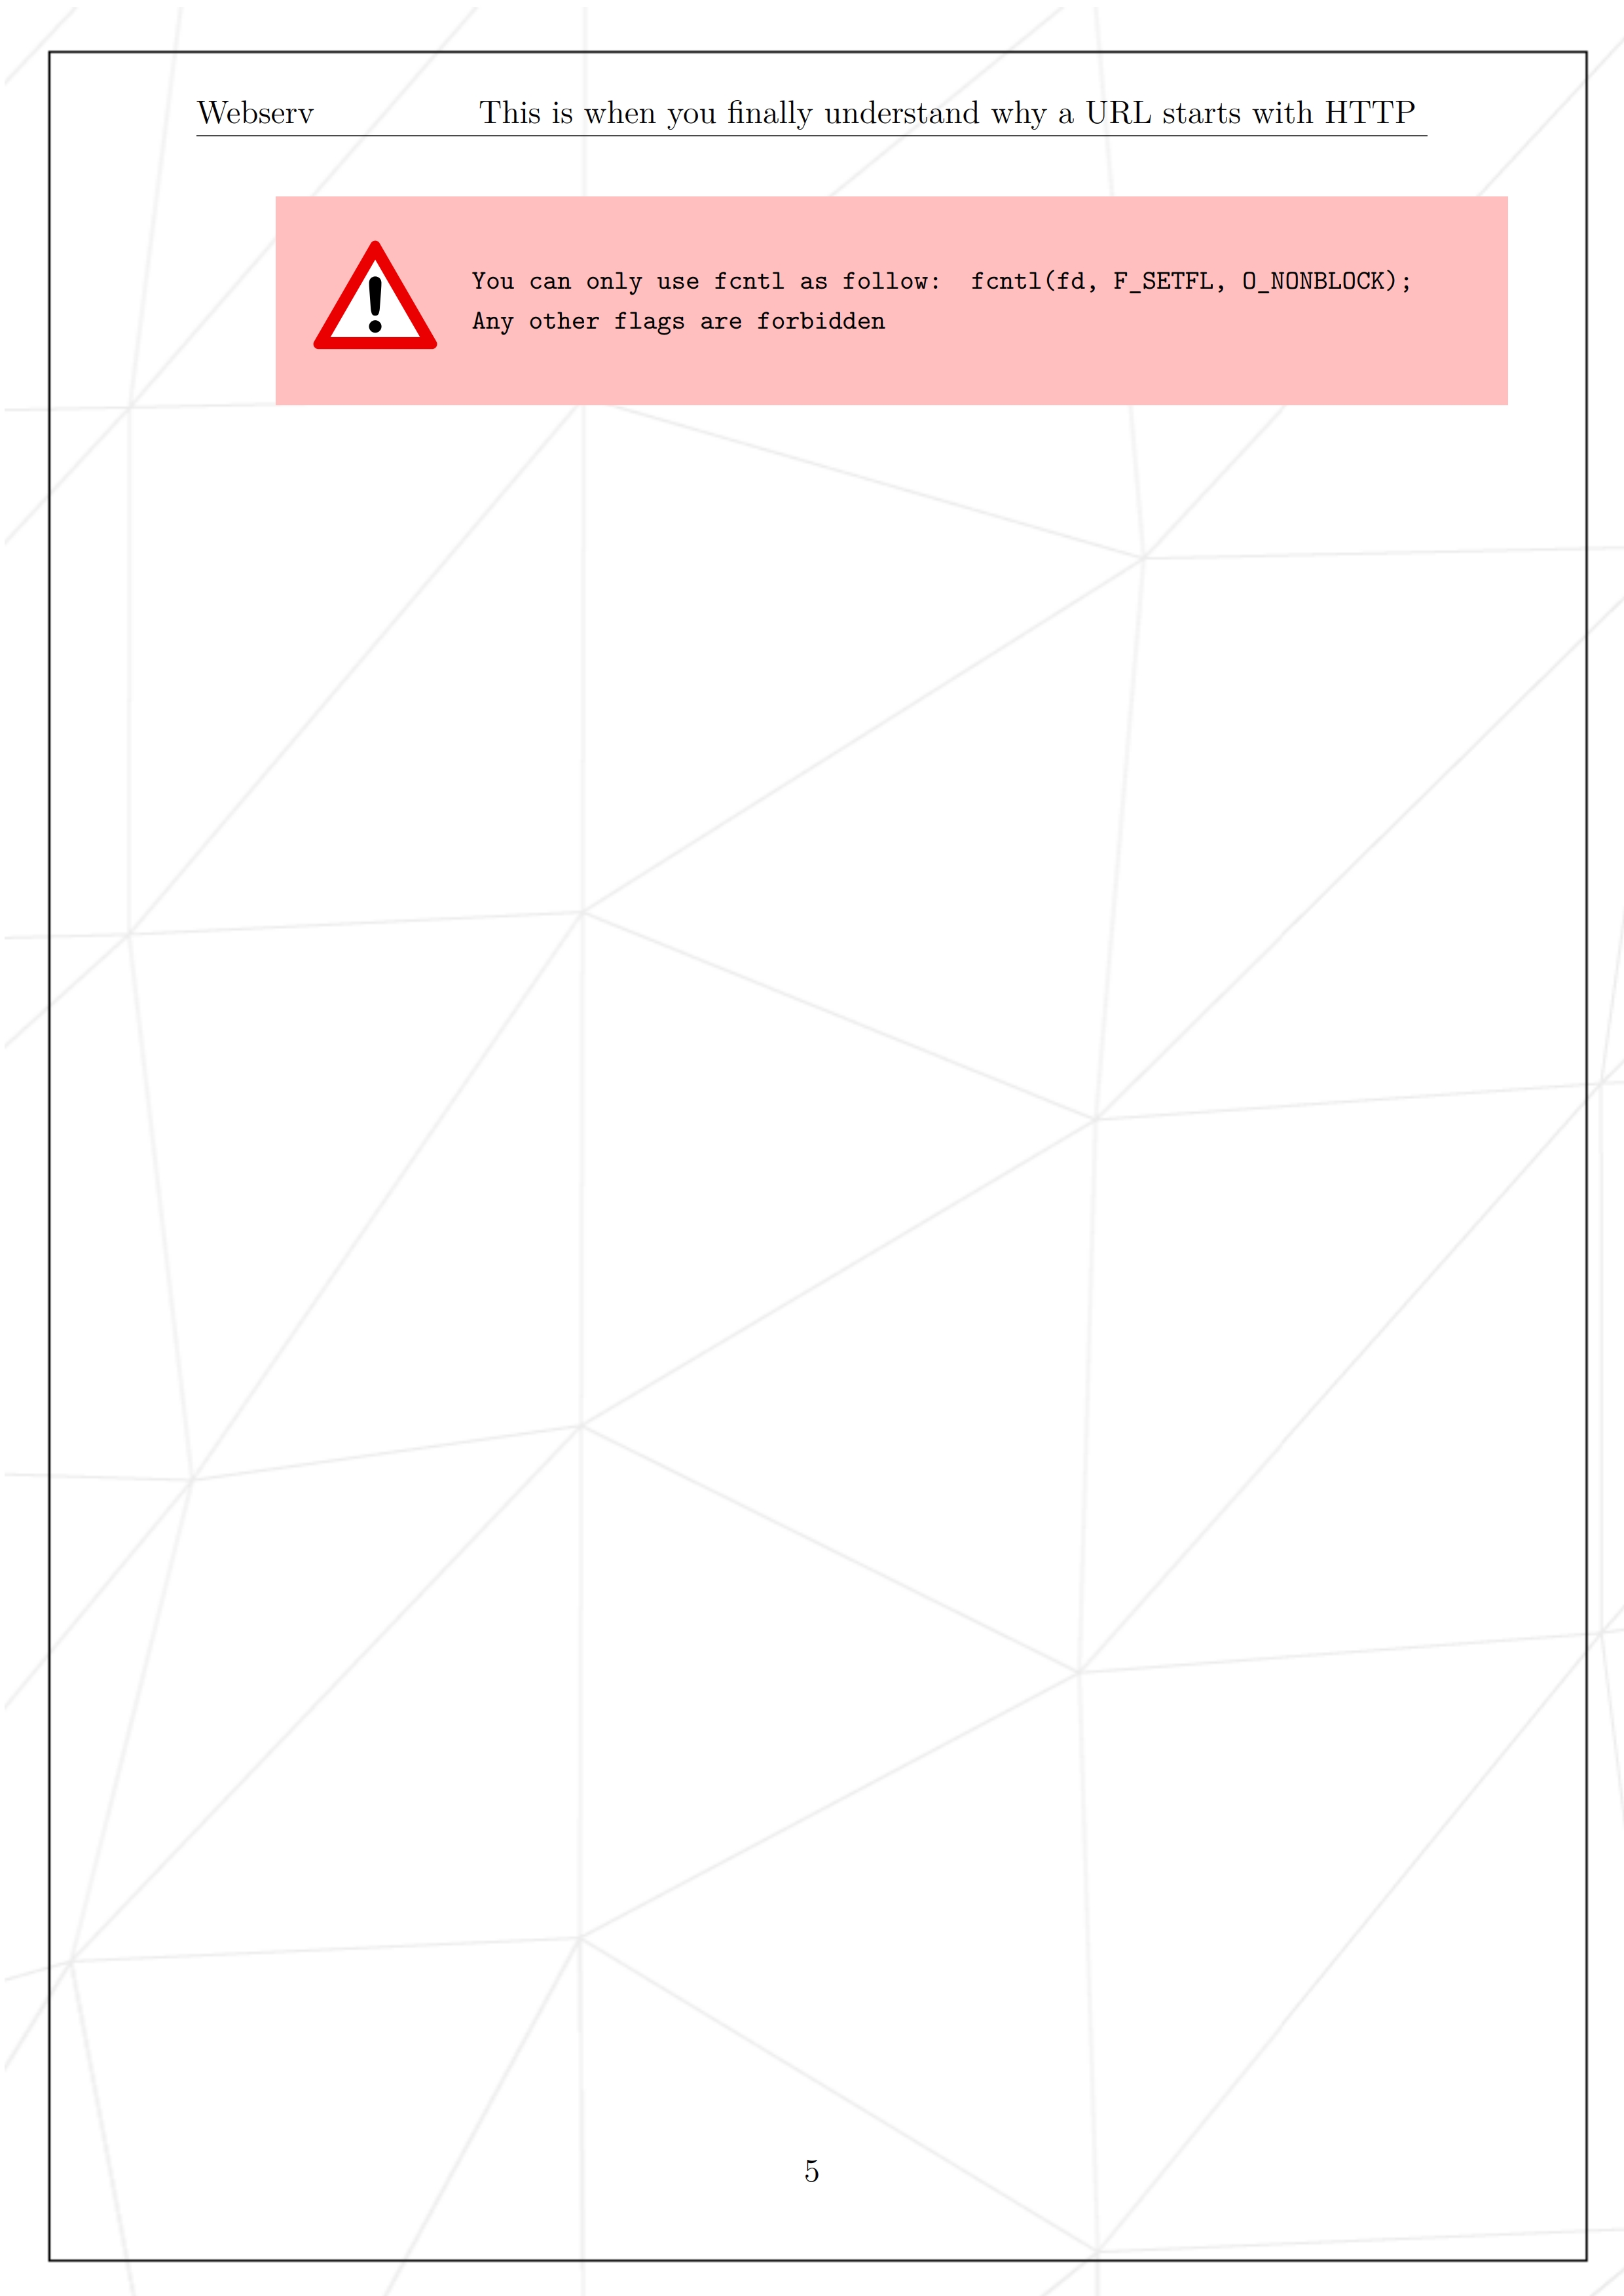 Webserv This is when you finally understand why a URL starts with HTTP
You can only use fcntl as follow: fcntl(fd, F_SETFL, O_NONBLOCK);
Any other flags are forbidden
5